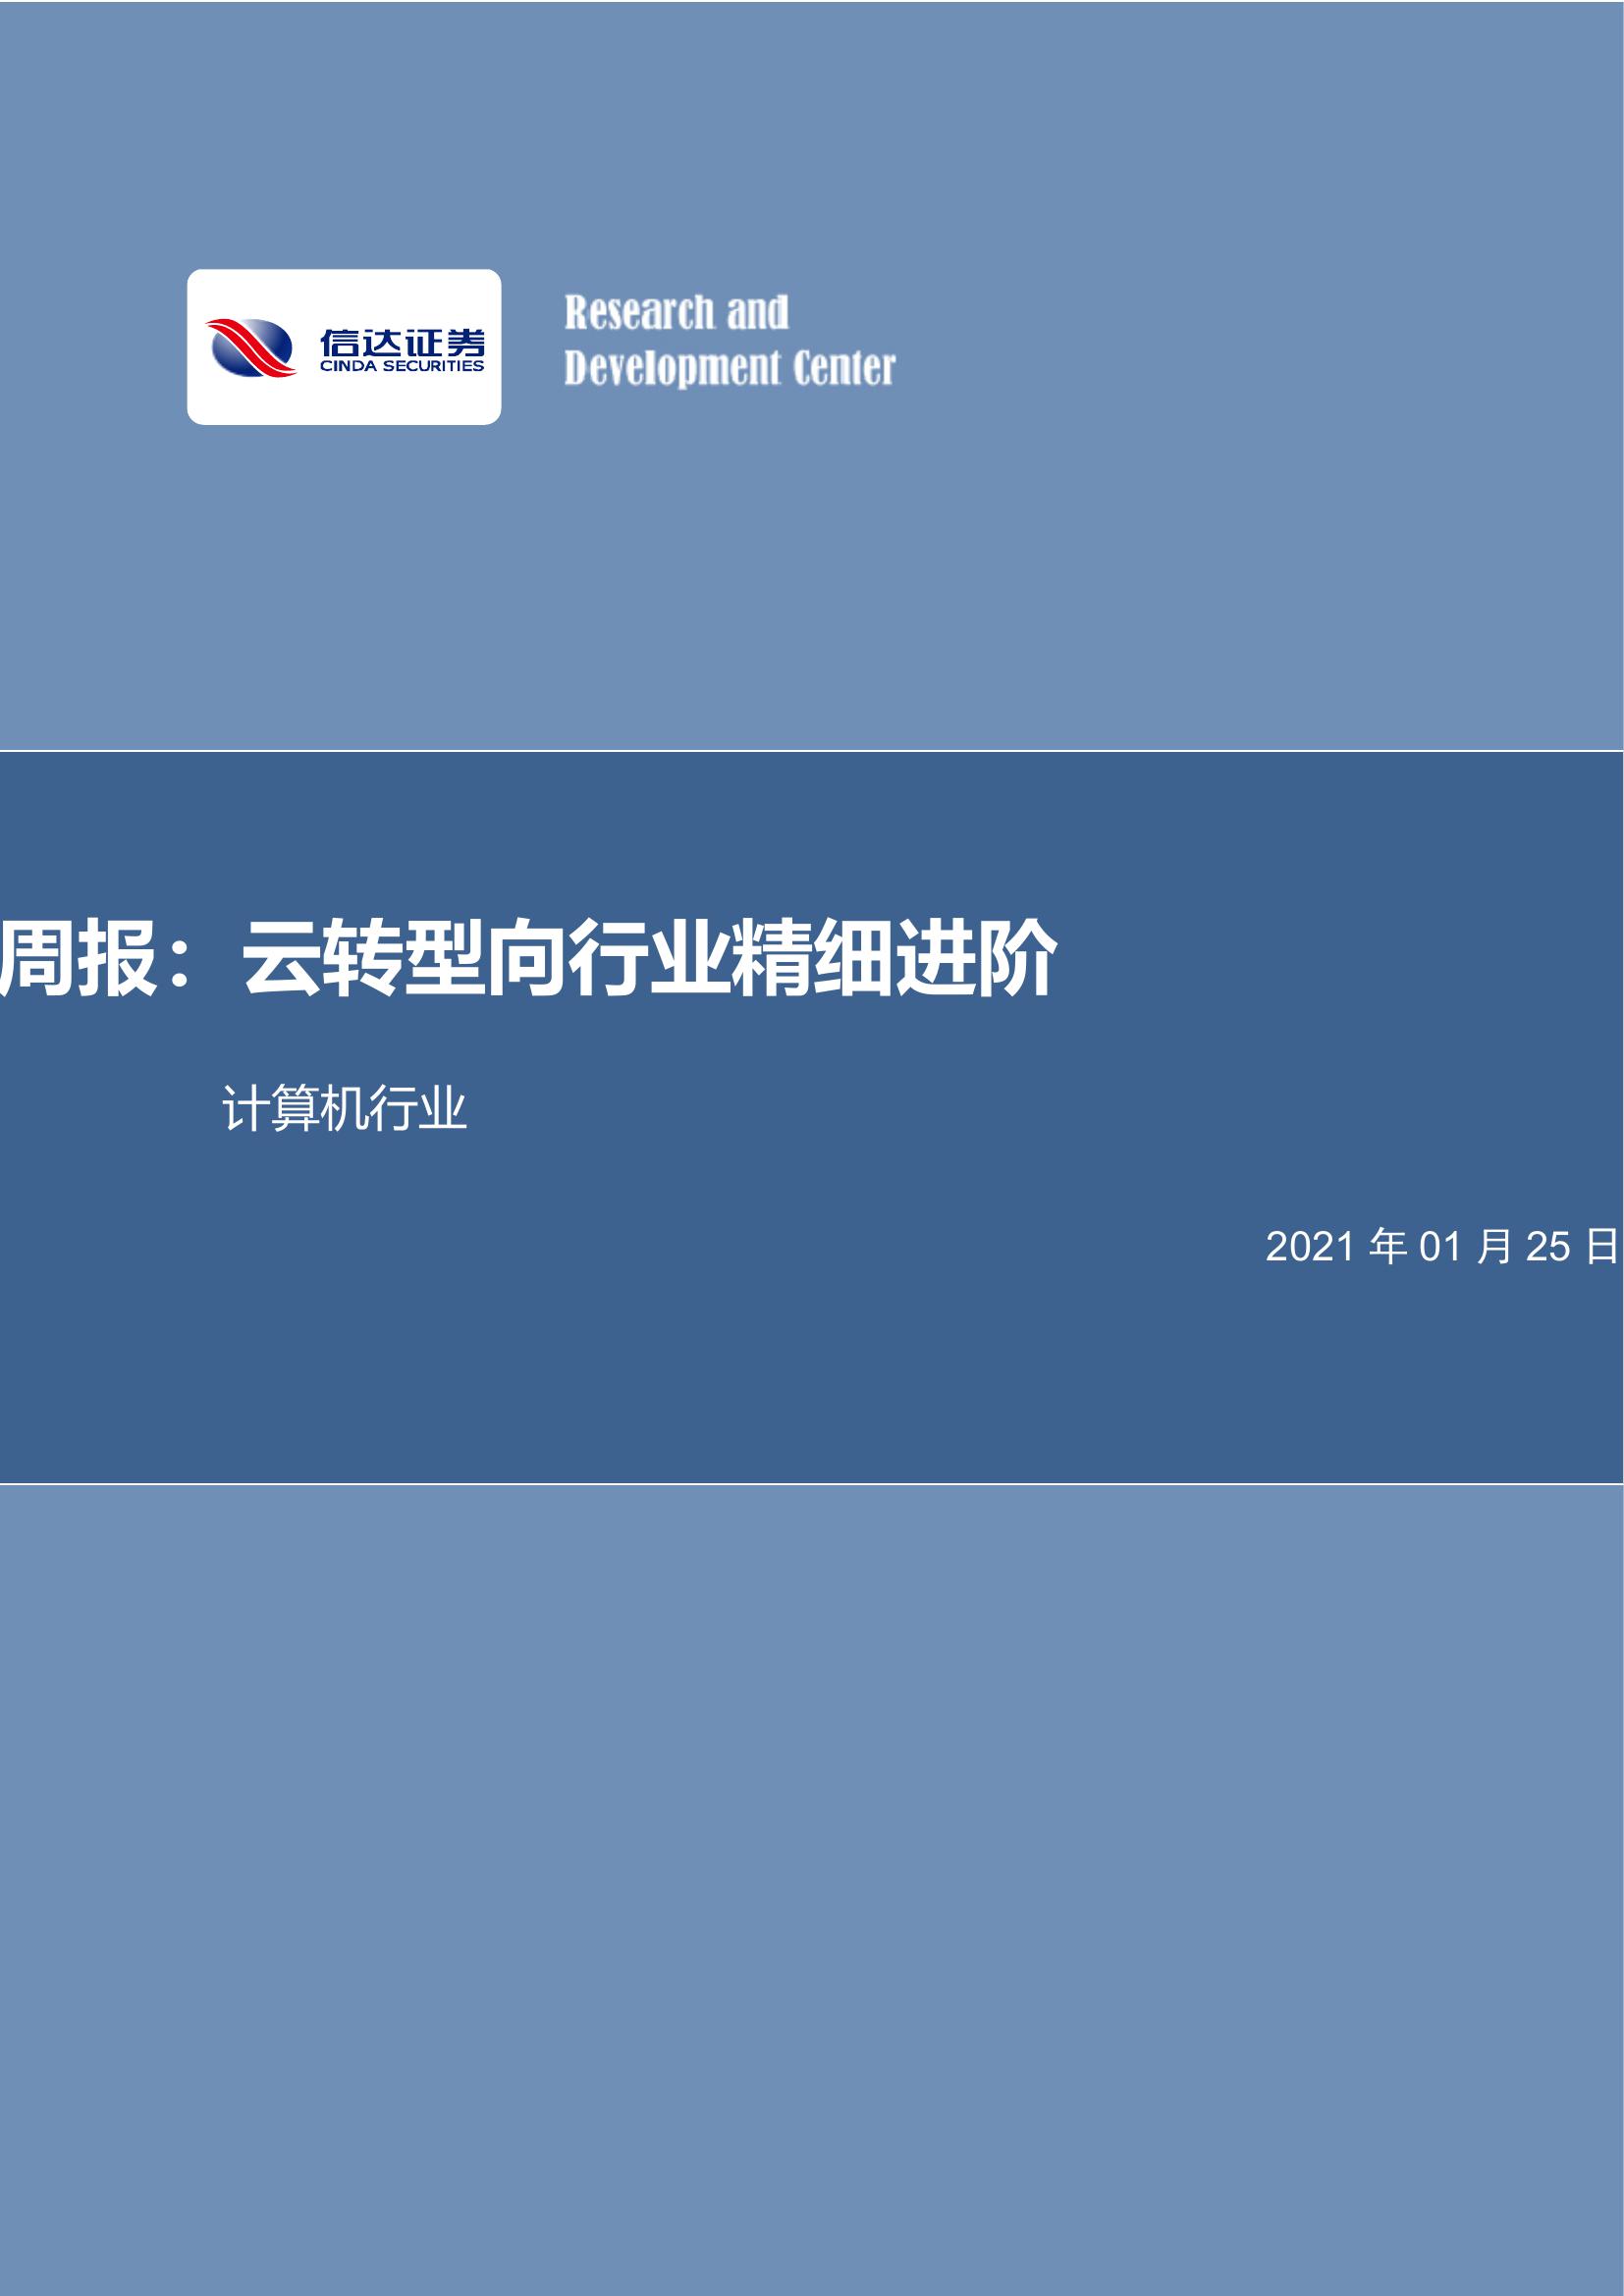 信达证券
CINDA SECURITIES
Research and
Development Center
周报：云转型向行业精细进阶
计算机行业
2021 年 01 月 25 日